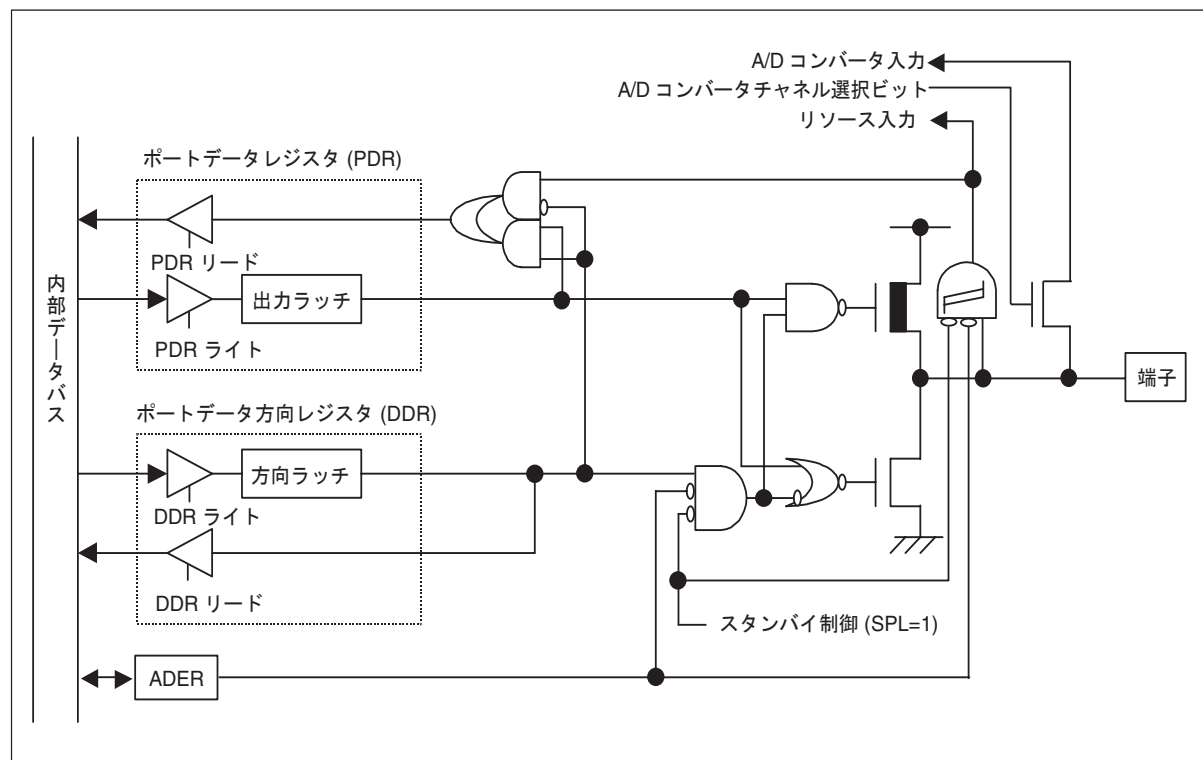 A/D コンバータ入力
A/D コンバータチャネル選択ビット
リソース入力
ポートデータレジスタ (PDR)
PDR リード
出力ラッチ
PDR ライト
内部データバス
端子
ポートデータ方向レジスタ (DDR)
方向ラッチ
DDR ライト
DDR リード
スタンバイ制御 (SPL=1)
ADER